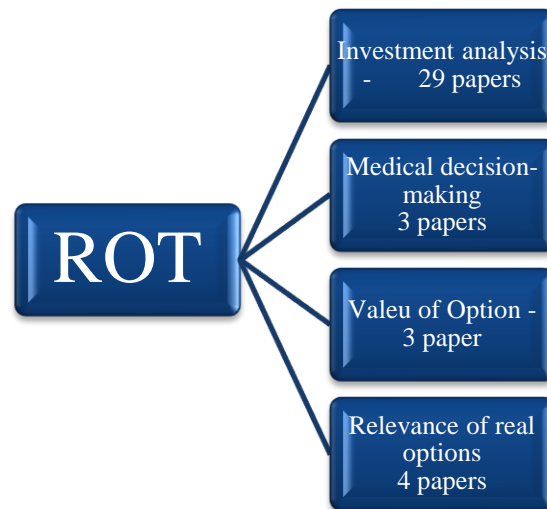 ROT
Investment analysis
- 29 papers
Medical decision-
making
3 papers
Valeu of Option -
3 paper
Relevance of real
options
4 papers